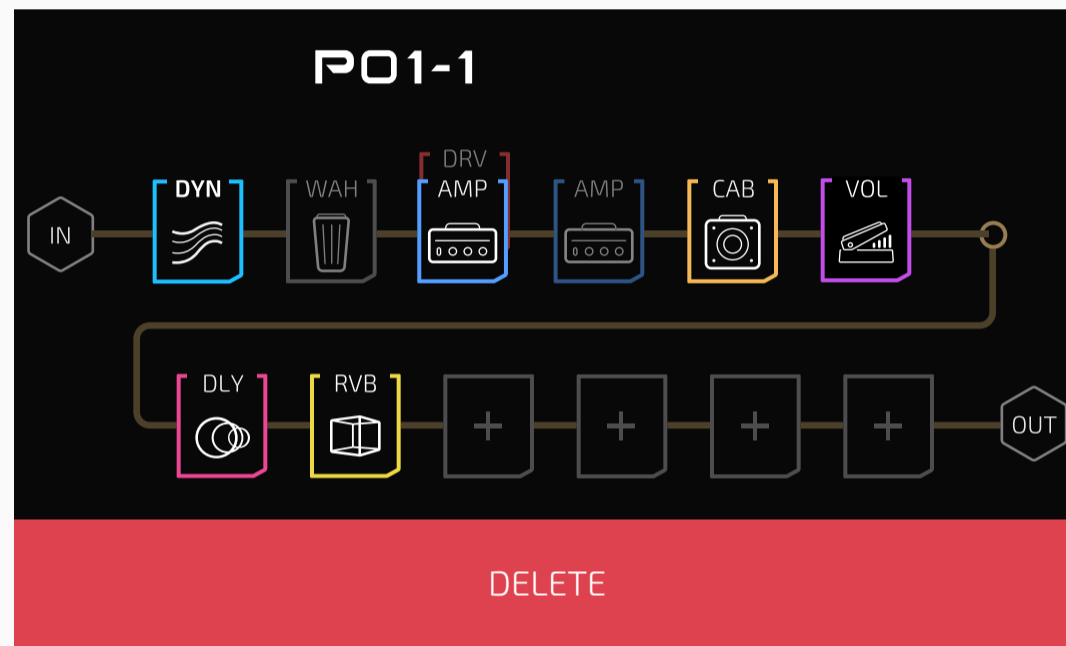 P01-1
DRV
IN DYN WAH AMP AMP CAB VOL
DLY RVB + + + + OUT
DELETE